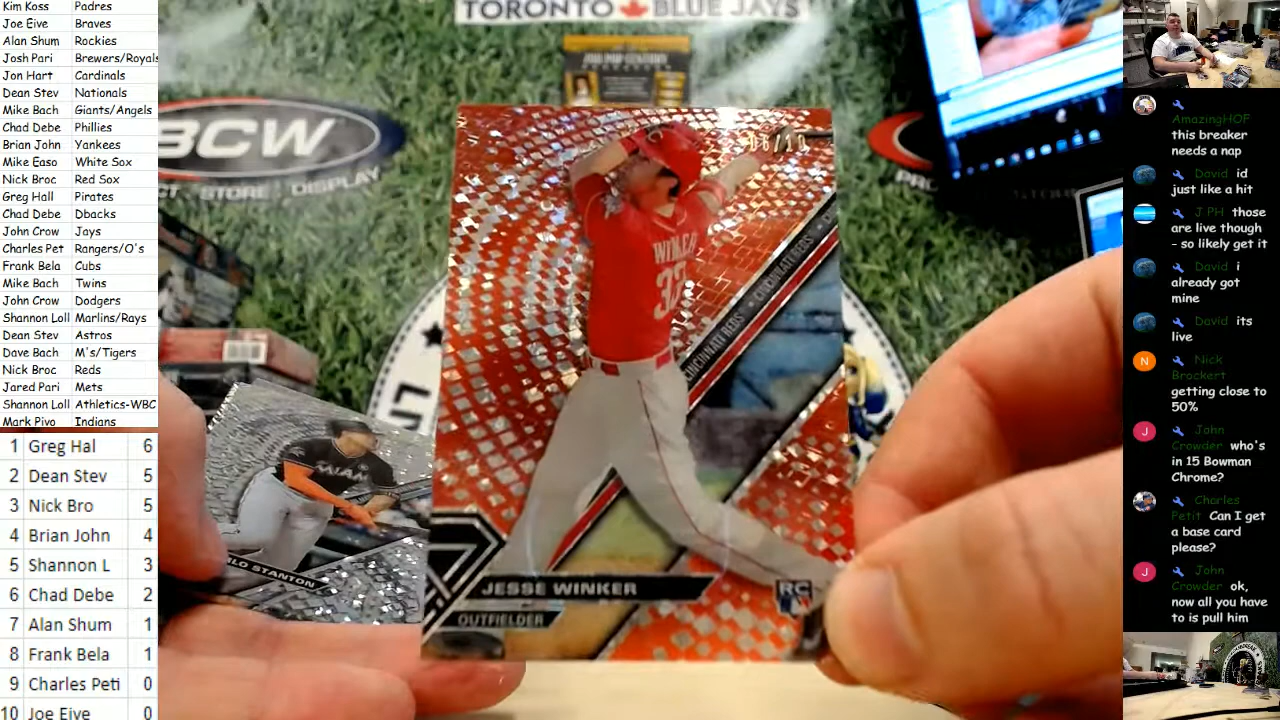 Kim Koss Padres
Joe Eive Braves
Alan Shum Rockies
Josh Pari Brewers/Royals
Jon Hart Cardinals
Dean Stev Nationals
Mike Bach Giants/Angels
Chad Debe Phillies
Brian John Yankees
Mike Easo White Sox
Nick Broc Red Sox
Greg Hall Pirates
Chad Debe Dbacks
John Crow Jays
Charles Pet Rangers/O's
Frank Bela Cubs
Mike Bach Twins
John Crow Dodgers
Shannon Loll Marlins/Rays
Dean Stev Astros
Dave Bach M's/Tigers
Nick Broc Reds
Jared Pari Mets
Shannon Loll Athletics-WBC
Mark Pivo Indians
1 Greg Hal 6
2 Dean Stev 5
3 Nick Bro 5
4 Brian John 4
5 Shannon L 3
6 Chad Debe 2
7 Alan Shum 1
8 Frank Bela 1
9 Charles Peti 0
10 Joe Eive 0
TORONTO BLUE JAYS
BCW
STORE DISPLAY
PRO
06/10
WINKER
33
CINCINNATI REDS • CINCINNATI REDS
JESSE WINKER
RC
OUTFIELDER
MIAMI
STANTON
AmazingHOF
this breaker
needs a nap
David id
just like a hit
J PH those
are live though
- so likely get it
David i
already got
mine
David its
live
N
Nick
Brockert
getting close to
50%
J
John
Crowder who's
in 15 Bowman
Chrome?
Charles
Petit Can I get
a base card
please?
J
John
Crowder ok,
now all you have
to is pull him